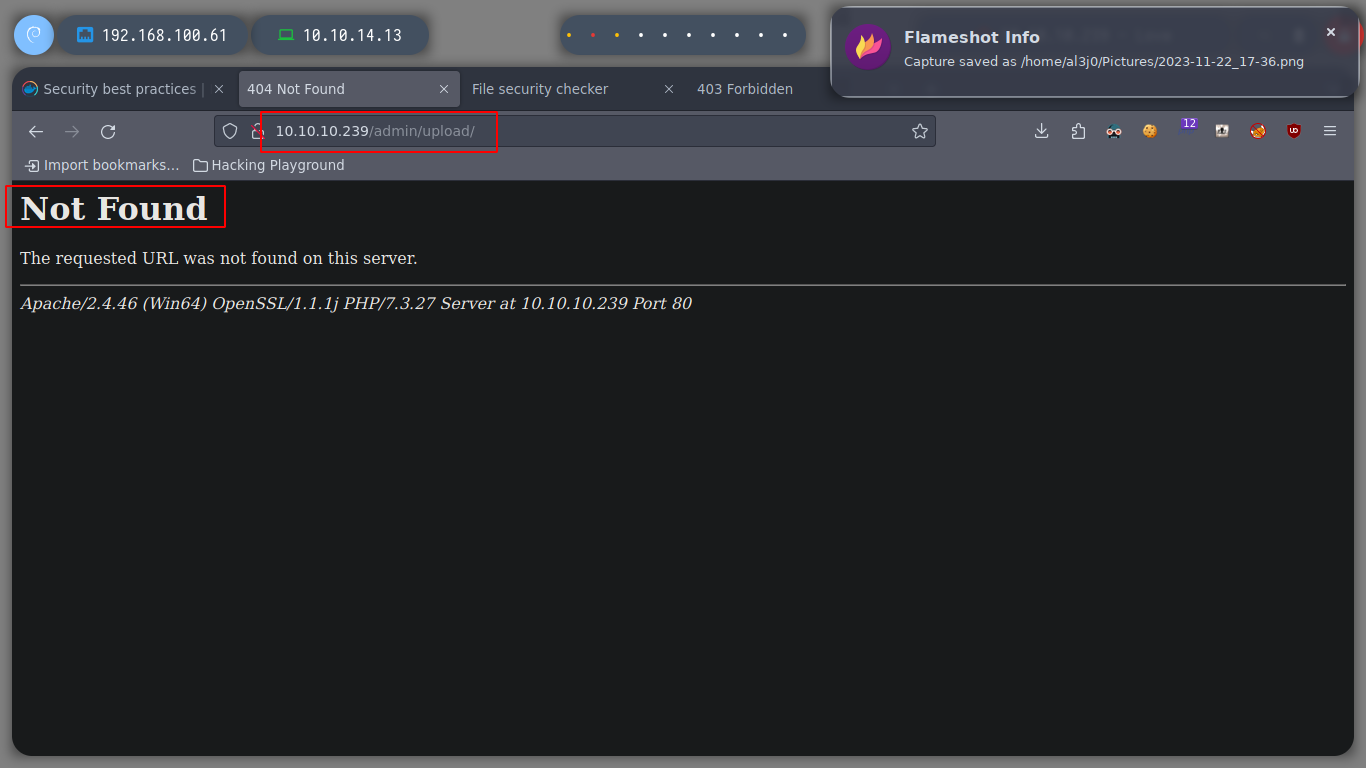 192.168.100.61
10.10.14.13
Flameshot Info
Capture saved as /home/al3j0/Pictures/2023-11-22_17-36.png
Security best practices |
404 Not Found
File security checker
403 Forbidden
10.10.10.239/admin/upload/
12
UD
Import bookmarks...
Hacking Playground
Not Found
The requested URL was not found on this server.
Apache/2.4.46 (Win64) OpenSSL/1.1.1j PHP/7.3.27 Server at 10.10.10.239 Port 80